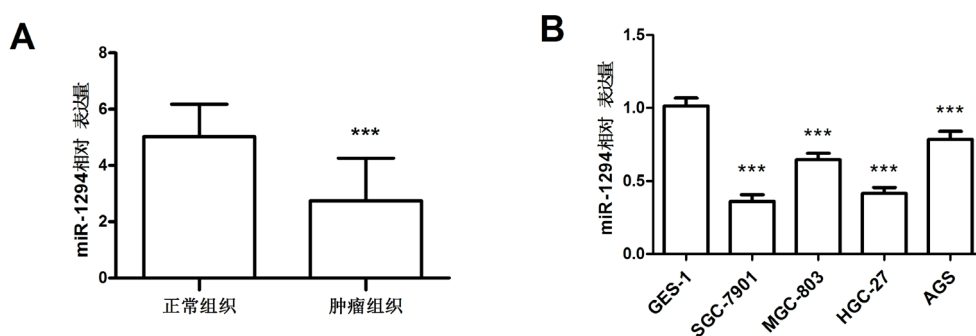 A
miR-1294相对 表达量
8
6
4
2
0
***
正常组织
肿瘤组织
B
miR-1294相对 表达量
1.5
1.0
0.5
0.0
***
***
***
***
GES-1
SGC-7901
MGC-803
HGC-27
AGS